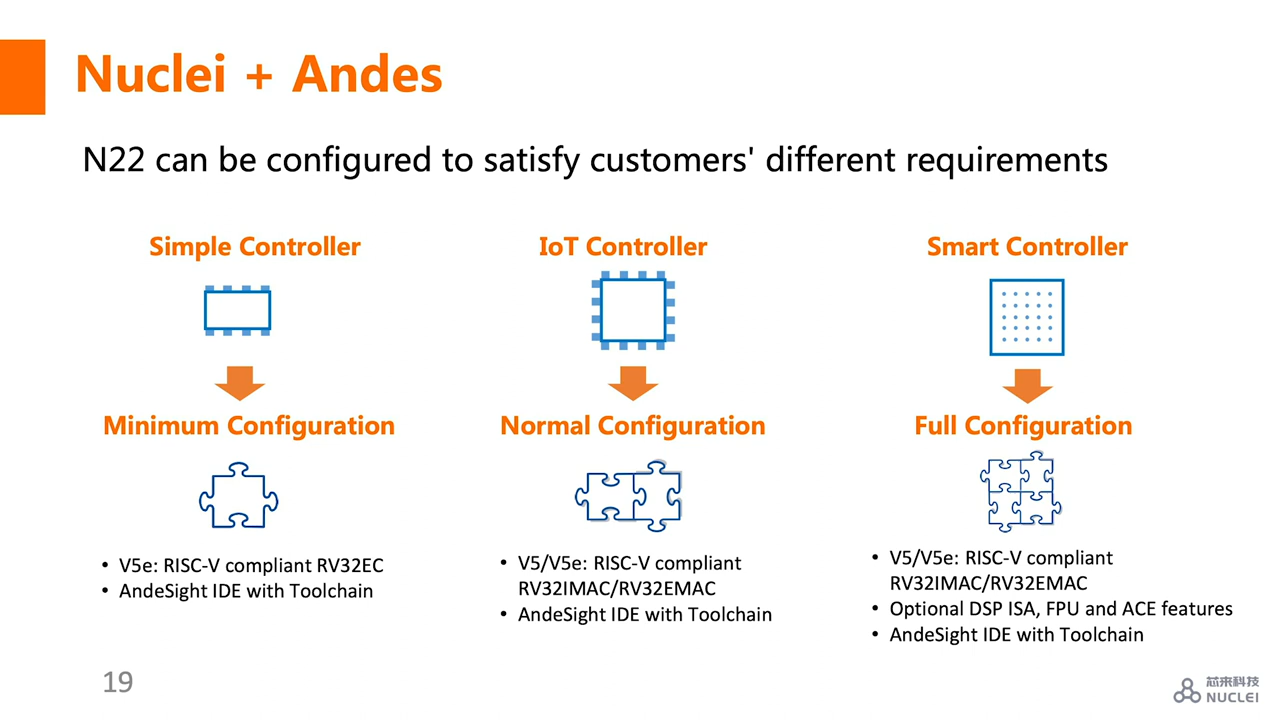 Nuclei + Andes
N22 can be configured to satisfy customers' different requirements
Simple Controller
Minimum Configuration
• V5e: RISC-V compliant RV32EC
• AndeSight IDE with Toolchain
IoT Controller
Normal Configuration
• V5/V5e: RISC-V compliant
RV32IMAC/RV32EMAC
• AndeSight IDE with Toolchain
Smart Controller
Full Configuration
• V5/V5e: RISC-V compliant
RV32IMAC/RV32EMAC
• Optional DSP ISA, FPU and ACE features
• AndeSight IDE with Toolchain
19
芯来科技
NUCLEI